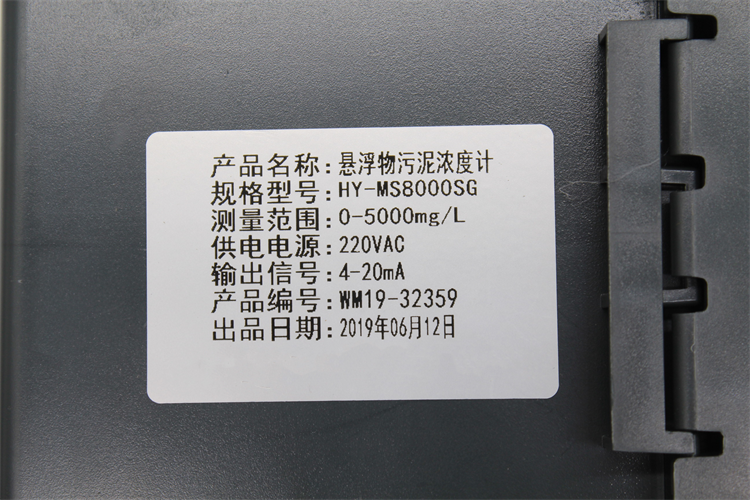 产品名称:悬浮物污泥浓度计
规格型号:HY-MS8000SG
测量范围:0-5000mg/L
供电电源:220VAC
输出信号:4-20mA
产品编号:WM19-32359
出品日期:2019年06月12日